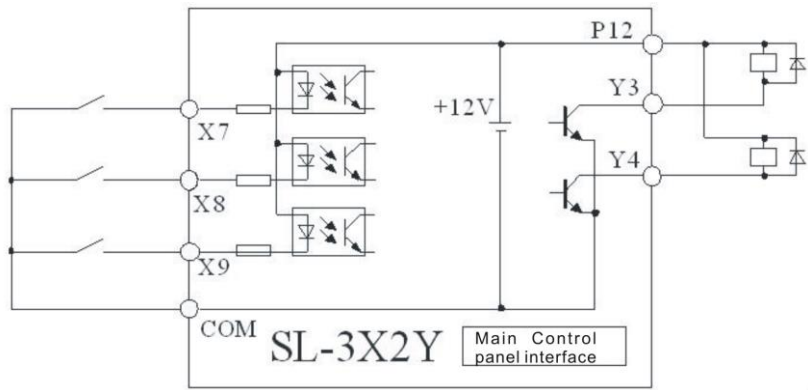 P12
Y3
+12V
X7
Y4
X8
X9
COM
SL-3X2Y
Main Control
panel interface